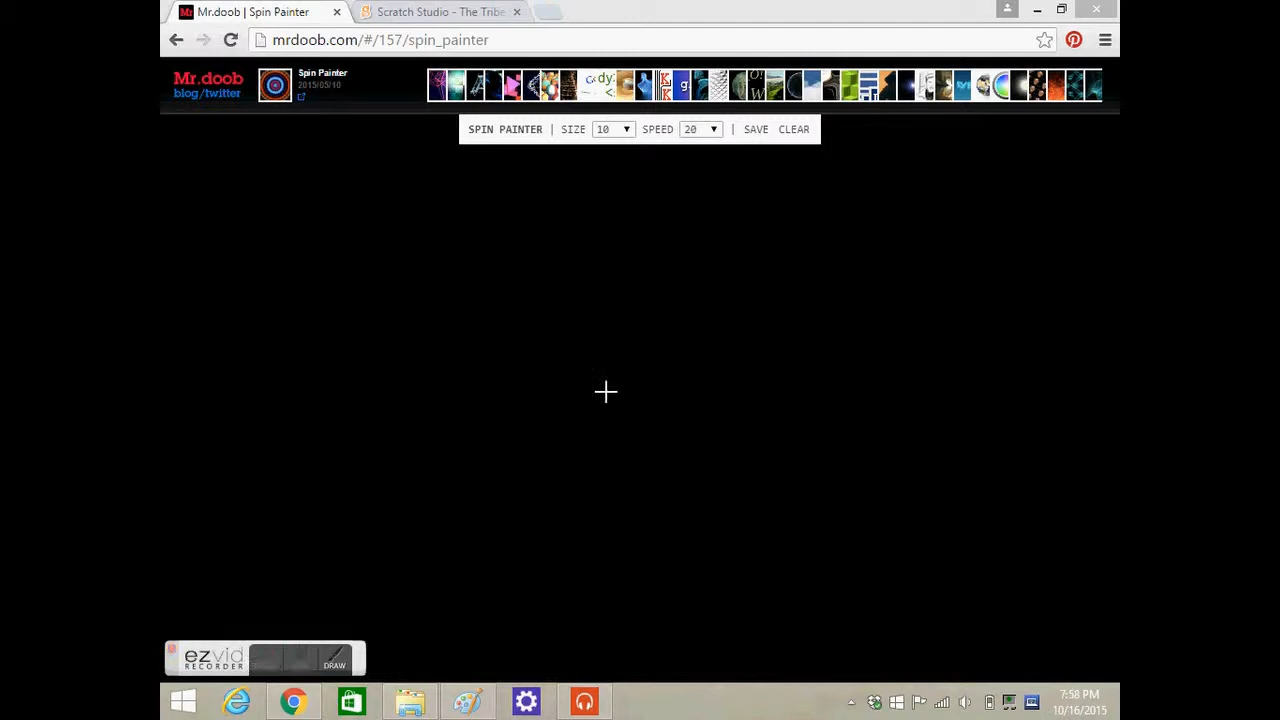 Mr.doob | Spin Painter
Scratch Studio - The Tribe
mrdoob.com/#/157/spin_painter
Mr.doob
blog/twitter
Spin Painter
2015/05/10
SPIN PAINTER | SIZE 10 SPEED 20 | SAVE CLEAR
ezvid
RECORDER
DRAW
7:58 PM
10/16/2015